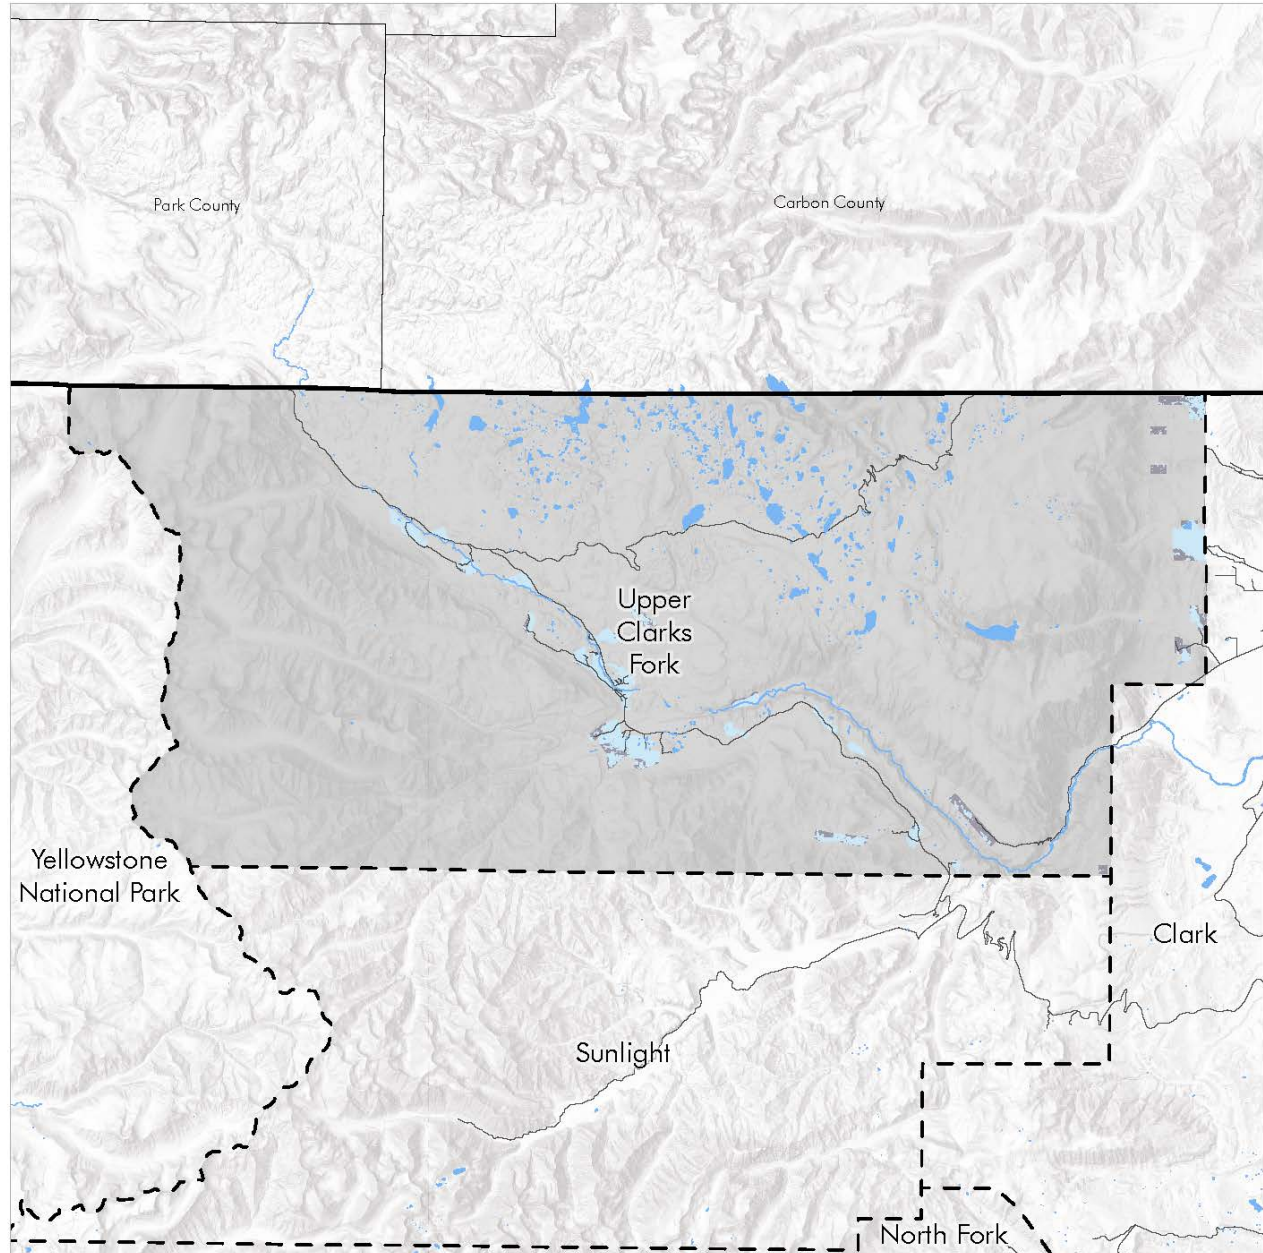 Park County
Carbon County
Upper
Clarks
Fork
Yellowstone
National Park
Clark
Sunlight
North Fork